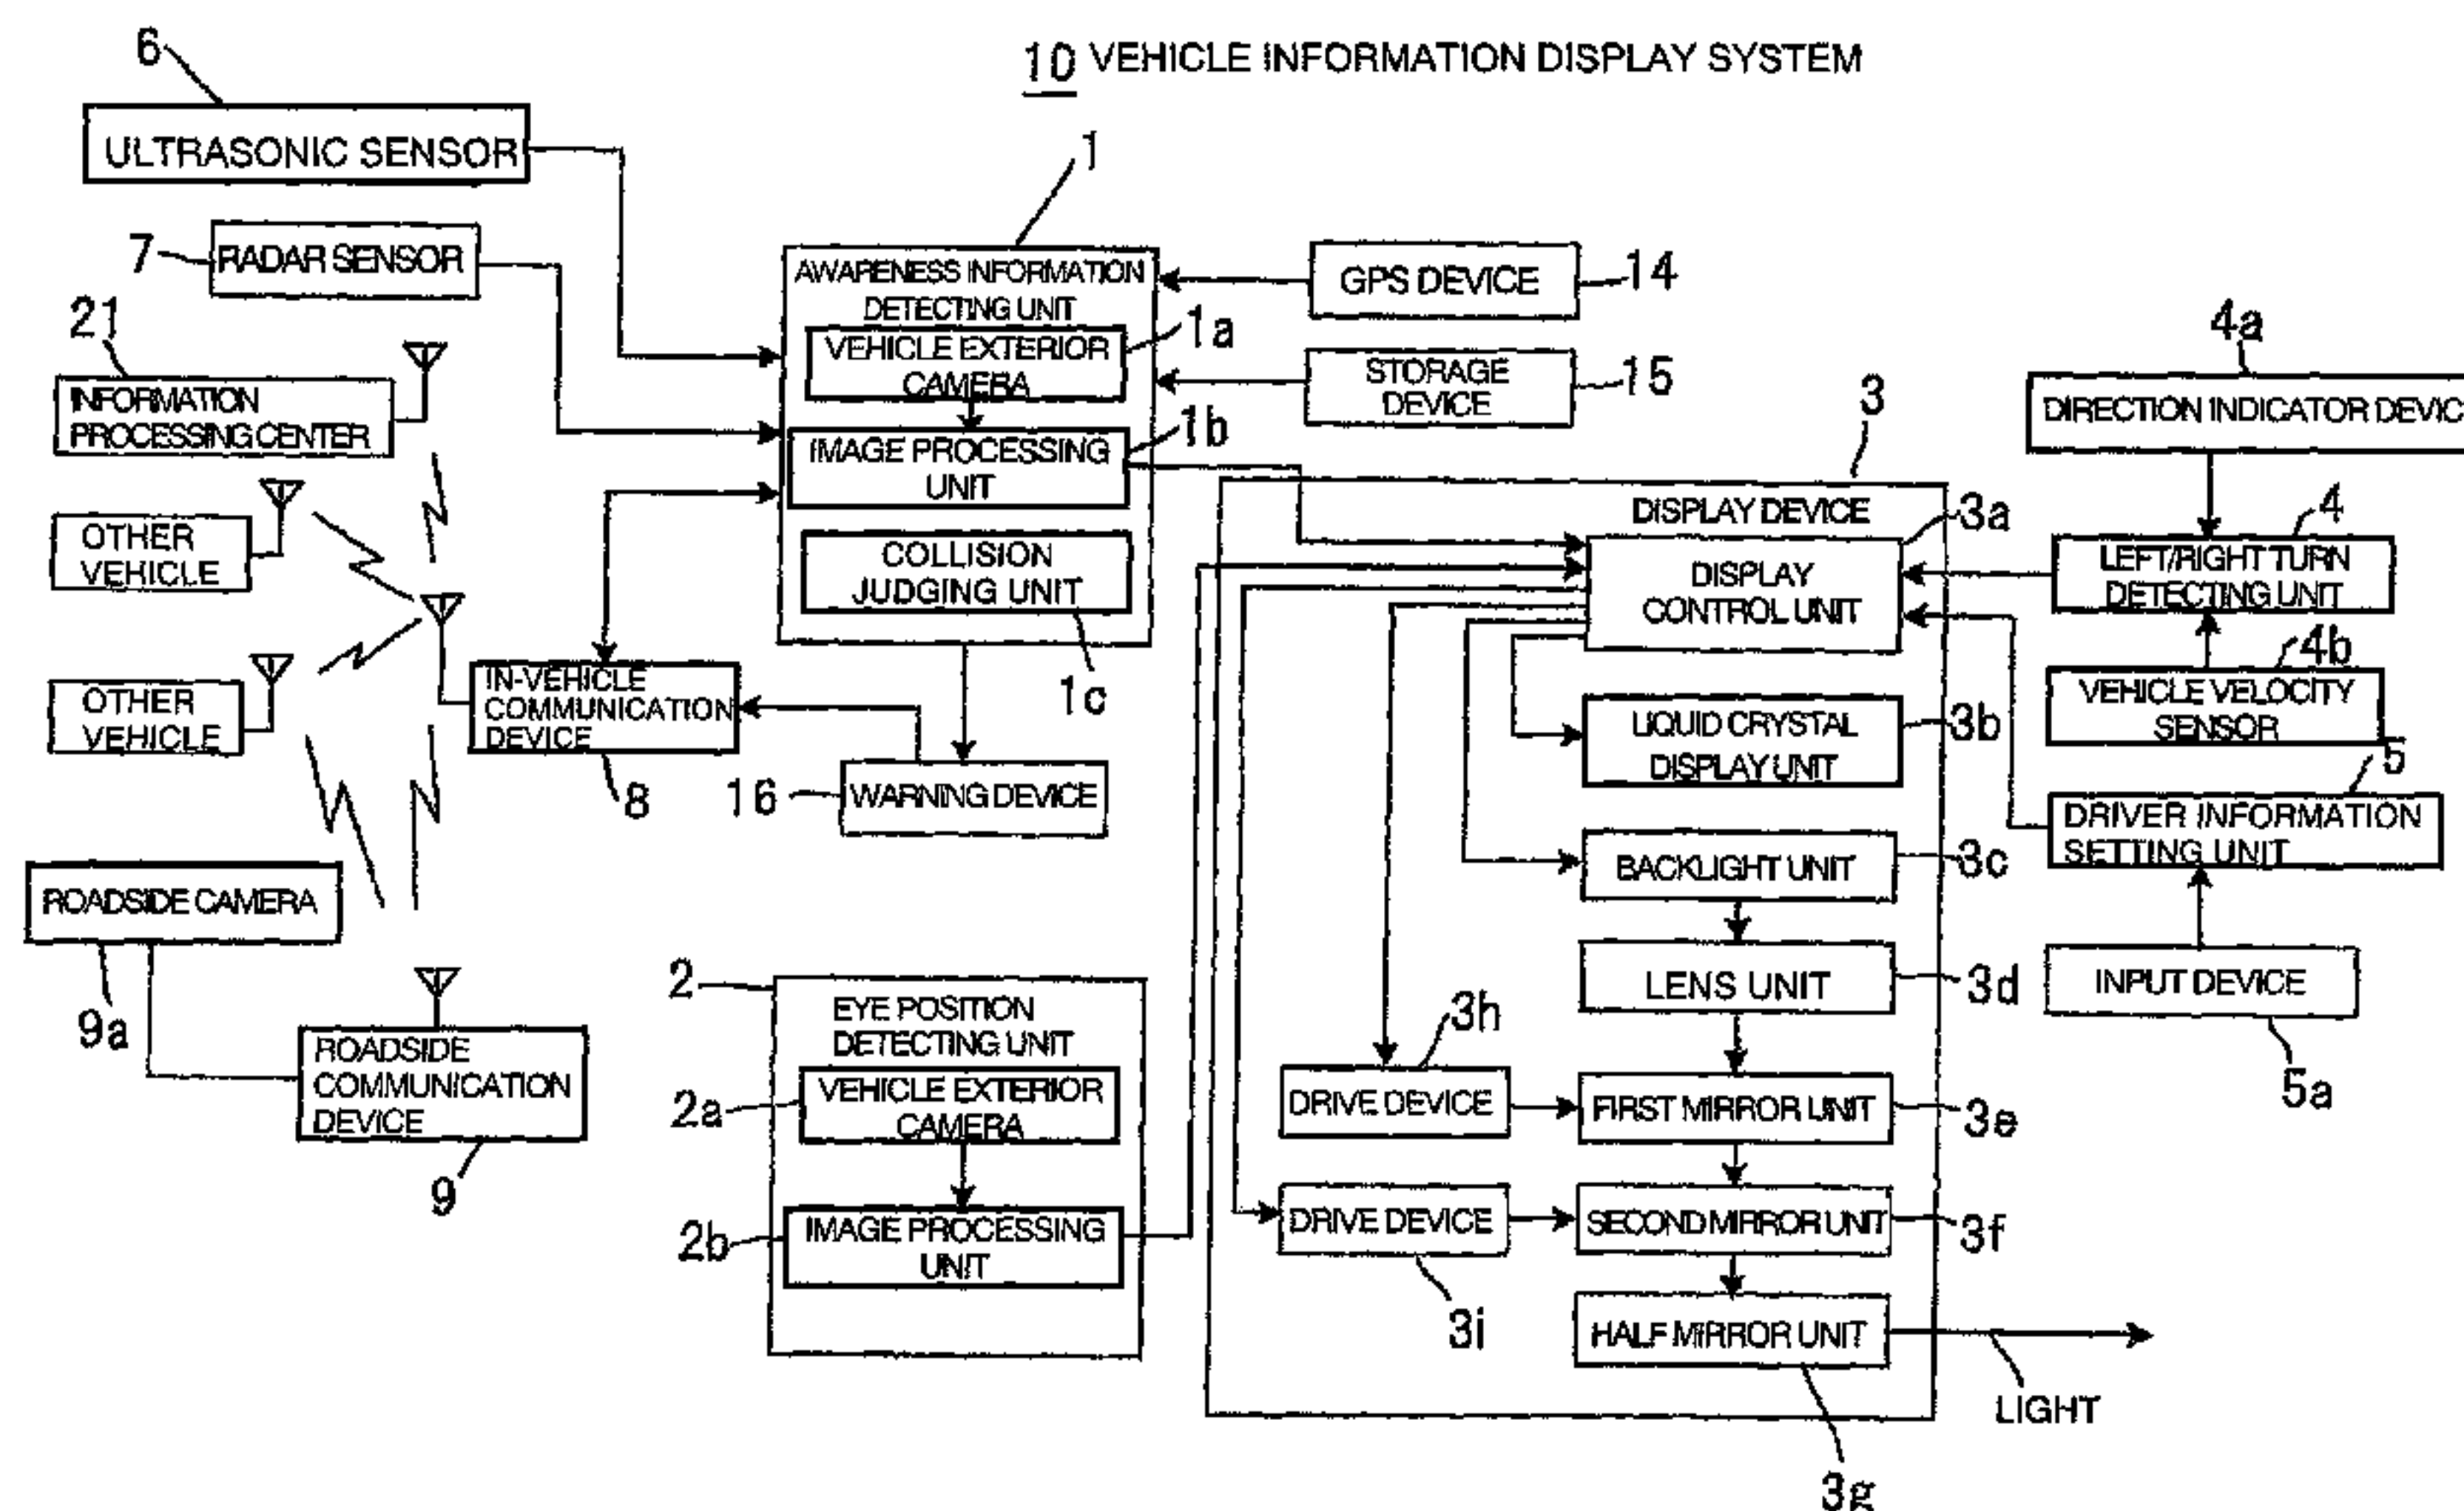 10 VEHICLE INFORMATION DISPLAY SYSTEM
6
ULTRASONIC SENSOR
1
7
RADAR SENSOR
AWARENESS INFORMATION
DETECTING UNIT
GPS DEVICE
14
21
INFORMATION
PROCESSING CENTER
VEHICLE EXTERIOR
CAMERA
1a
STORAGE
DEVICE
15
IMAGE PROCESSING
UNIT
1b
COLLISION
JUDGING UNIT
1c
OTHER
VEHICLE
OTHER
VEHICLE
IN-VEHICLE
COMMUNICATION
DEVICE
8
16
WARNING DEVICE
ROADSIDE CAMERA
9a
ROADSIDE
COMMUNICATION
DEVICE
9
2
EYE POSITION
DETECTING UNIT
2a
VEHICLE EXTERIOR
CAMERA
2b
IMAGE PROCESSING
UNIT
3
DISPLAY DEVICE
3a
DISPLAY
CONTROL UNIT
LIQUID CRYSTAL
DISPLAY UNIT
3b
BACKLIGHT UNIT
3c
LENS UNIT
3d
3h
DRIVE DEVICE
FIRST MIRROR UNIT
3e
DRIVE DEVICE
3i
SECOND MIRROR UNIT
3f
HALF MIRROR UNIT
3g
LIGHT
4a
DIRECTION INDICATOR DEVIC
4
LEFT/RIGHT TURN
DETECTING UNIT
4b
VEHICLE VELOCITY
SENSOR
5
DRIVER INFORMATION
SETTING UNIT
INPUT DEVICE
5a